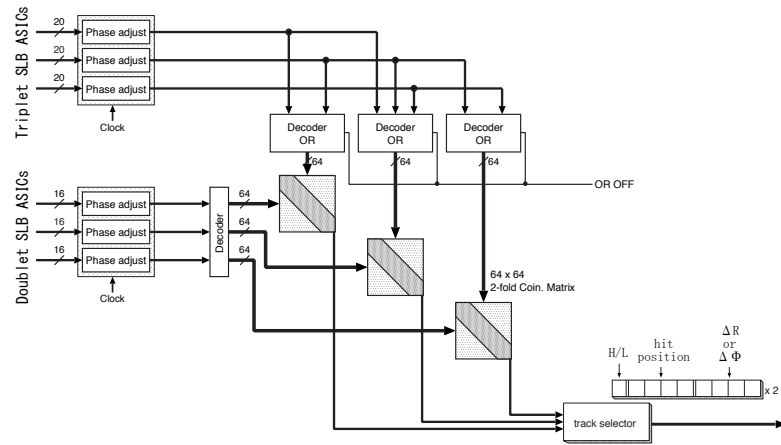 Triplet SLB ASICs
20
Phase adjust
20
Phase adjust
20
Phase adjust
Clock
Decoder
OR
Decoder
OR
Decoder
OR
64
64
64
OR OFF
Doublet SLB ASICs
16
Phase adjust
16
Phase adjust
16
Phase adjust
Clock
Decoder
64
64
64
64 x 64
2-fold Coin. Matrix
H/L
hit
position
ΔR
or
ΔΦ
x 2
track selector